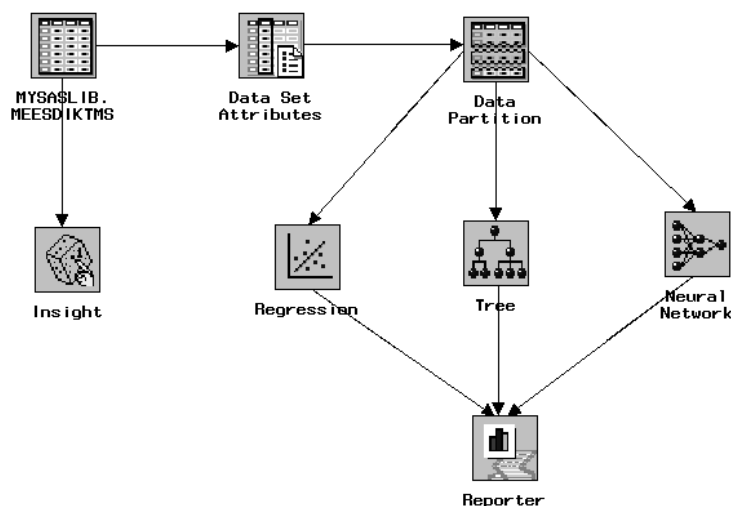 MYSASLIB.
MEESDIKTMS
Data Set
Attributes
Data
Partition
Insight
Regression
Tree
Neural
Network
Reporter